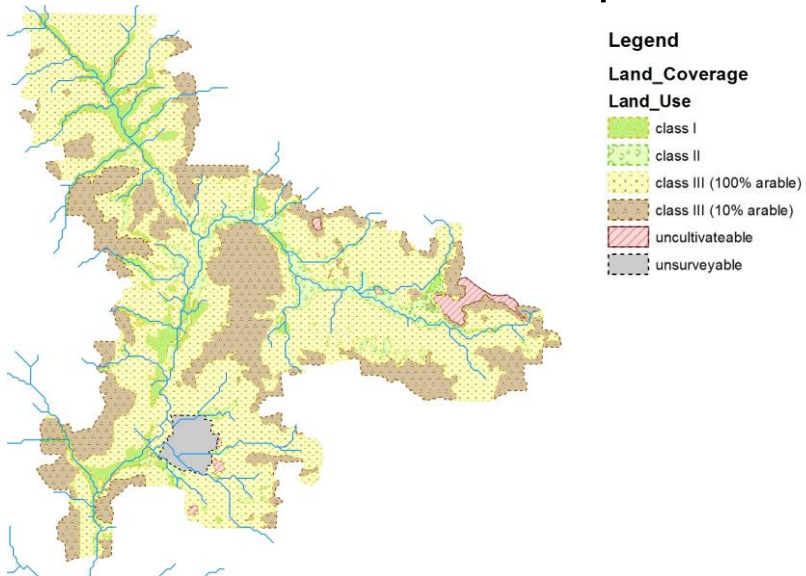 Legend
Land_Coverage
Land_Use
class I
class II
class III (100% arable)
class III (10% arable)
uncultivateable
unsurveyable